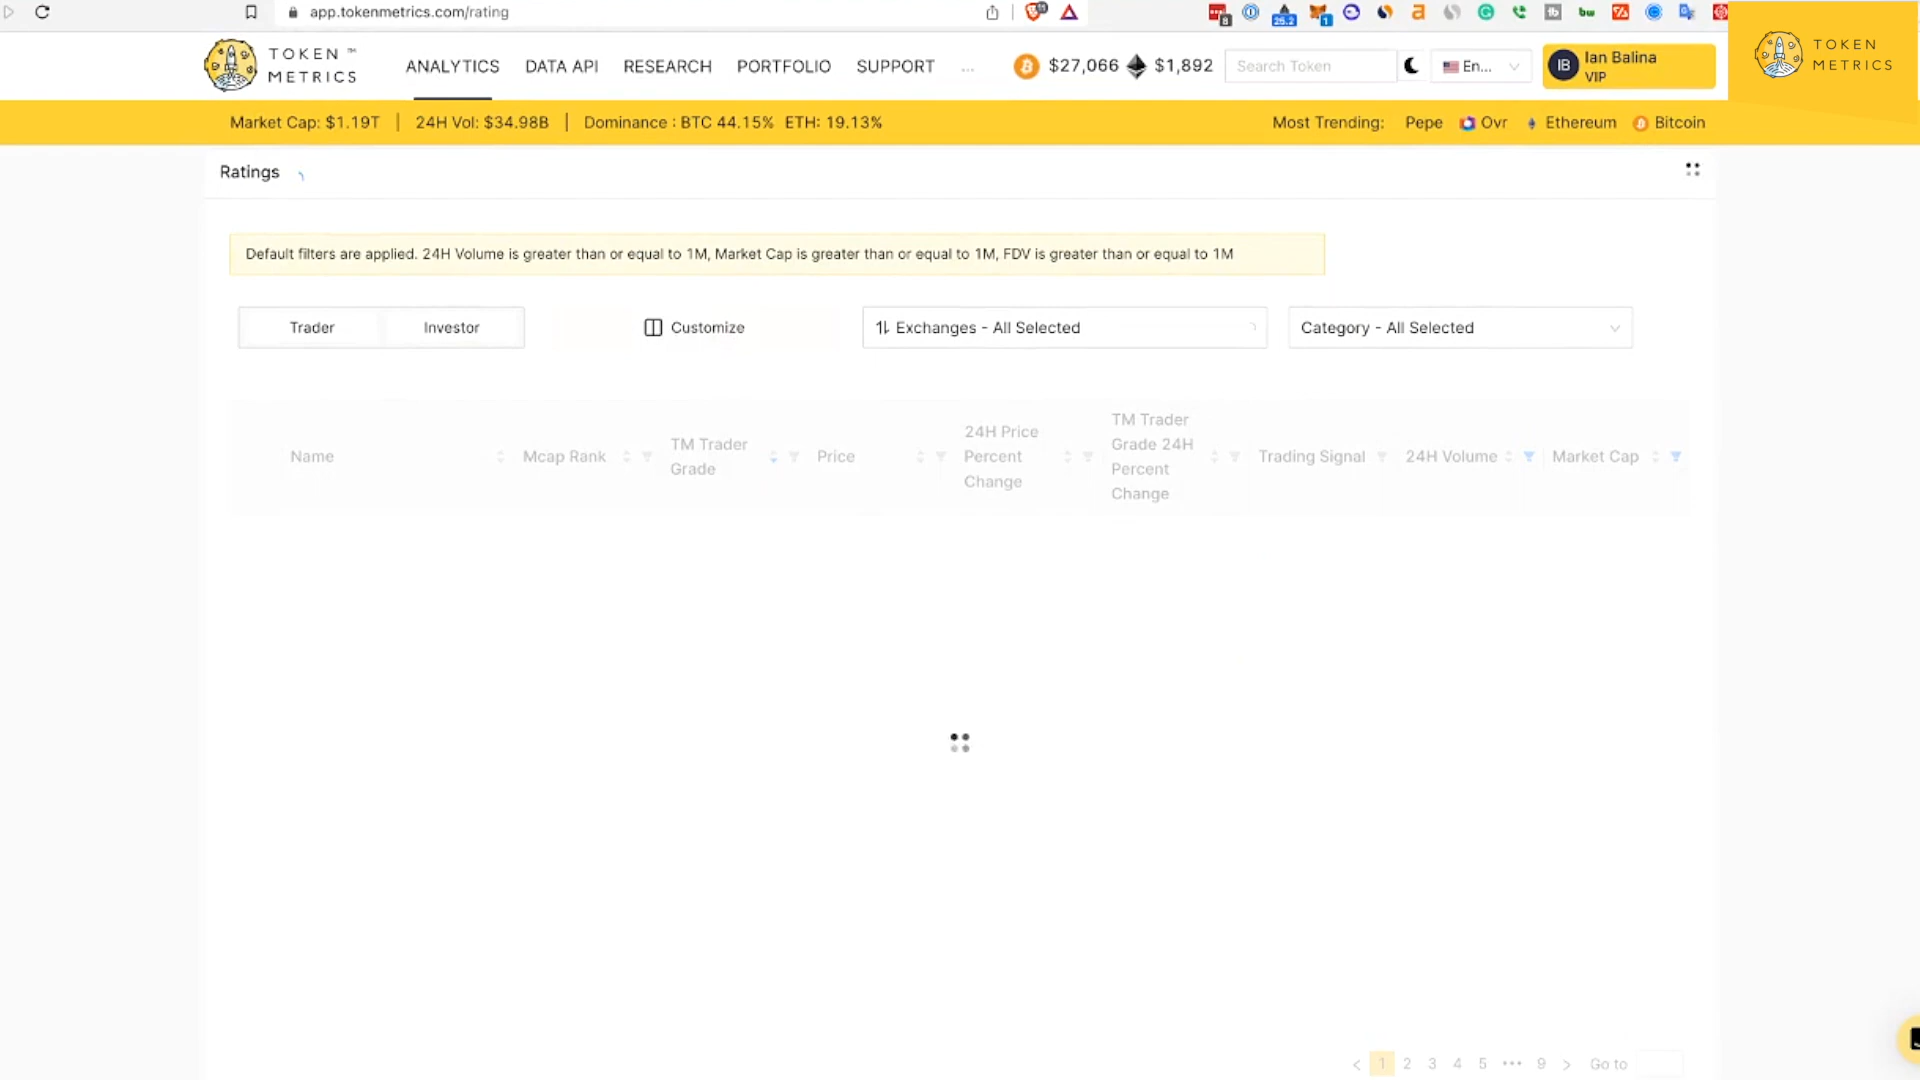 app.tokenmetrics.com/rating
TOKEN ™
METRICS
ANALYTICS
DATA API
RESEARCH
PORTFOLIO
SUPPORT
...
$27,066
$1,892
Search Token
En...
IB
Ian Balina
VIP
TOKEN
METRICS
Market Cap: $1.19T | 24H Vol: $34.98B | Dominance : BTC 44.15% ETH: 19.13%
Most Trending: Pepe Ovr Ethereum Bitcoin
Ratings
Default filters are applied. 24H Volume is greater than or equal to 1M, Market Cap is greater than or equal to 1M, FDV is greater than or equal to 1M
Trader
Investor
Customize
Exchanges - All Selected
Category - All Selected
Name
Mcap Rank
TM Trader
Grade
Price
24H Price
Percent
Change
TM Trader
Grade 24H
Percent
Change
Trading Signal
24H Volume
Market Cap
< 1 2 3 4 5 ••• 9 > Go to